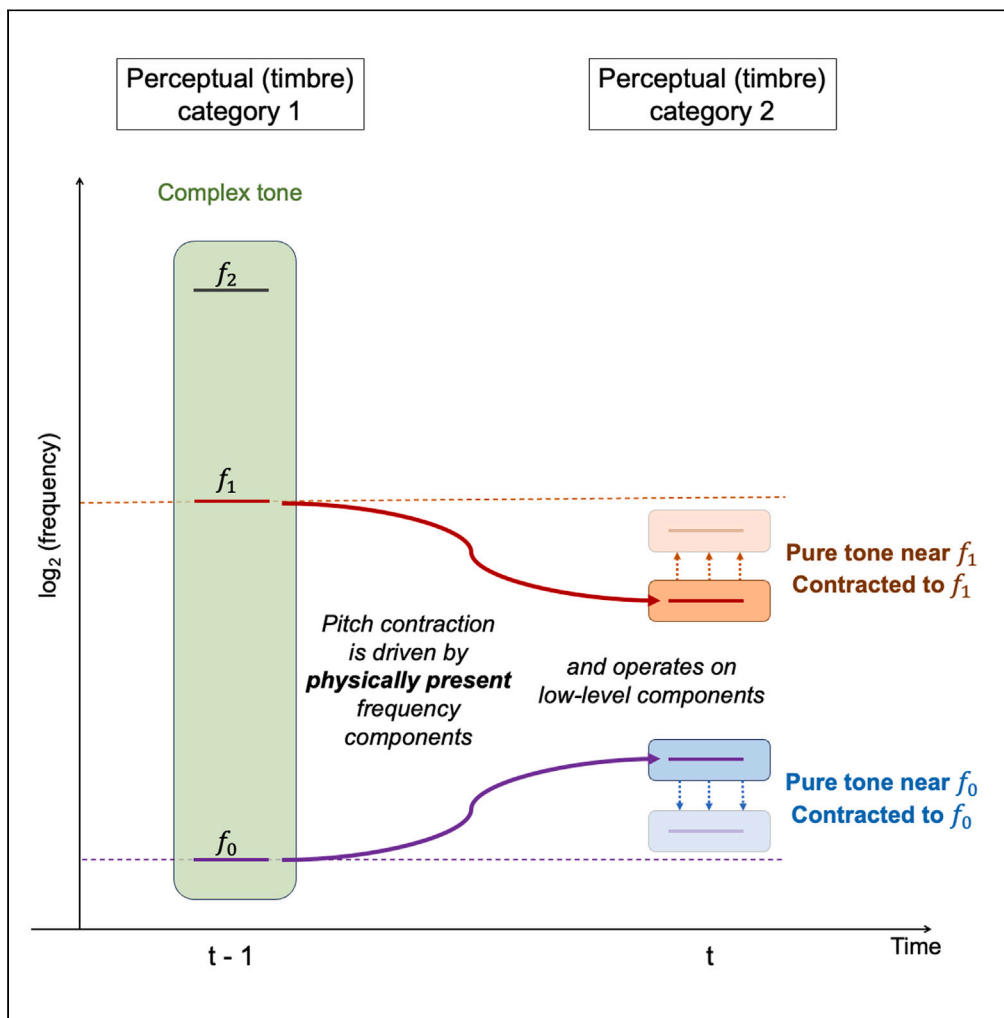 Perceptual (timbre)
category 1
Perceptual (timbre)
category 2
Complex tone
log₂ (frequency)
f₂
f₁
f₀
Pitch contraction
is driven by
physically present
frequency
components
and operates on
low-level components
Pure tone near f₁
Contracted to f₁
Pure tone near f₀
Contracted to f₀
t - 1
t
Time